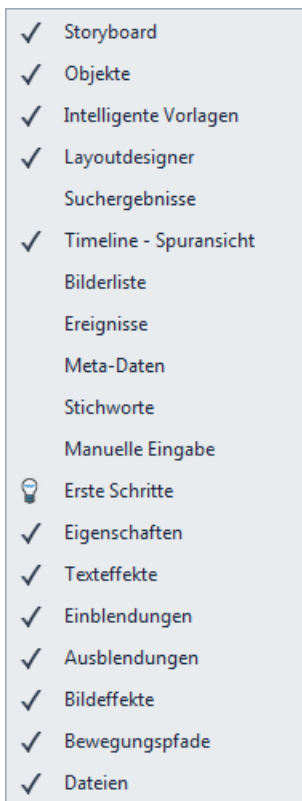 Storyboard
Objekte
Intelligente Vorlagen
Layoutdesigner
Suchergebnisse
Timeline - Spuransicht
Bilderliste
Ereignisse
Meta-Daten
Stichworte
Manuelle Eingabe
Erste Schritte
Eigenschaften
Texteffekte
Einblendungen
Ausblendungen
Bildeffekte
Bewegungspfade
Dateien